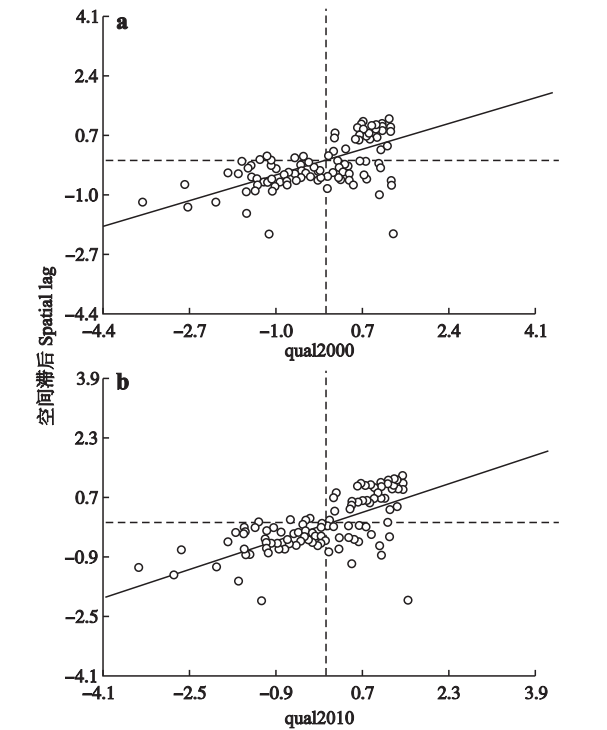 4.1
a
2.4
0.7
−1.0
−2.7
−4.4
−4.4 −2.7 −1.0 0.7 2.4 4.1
qual2000
空间滞后 Spatial lag
3.9
b
2.3
0.7
−0.9
−2.5
−4.1
−4.1 −2.5 −0.9 0.7 2.3 3.9
qual2010